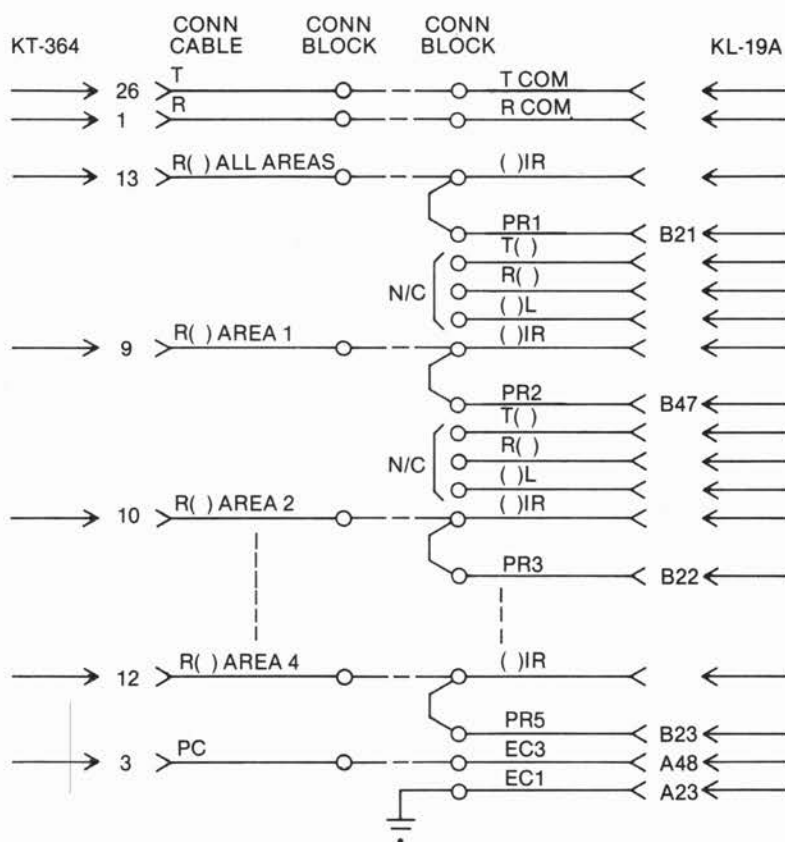 KT-364 CONN CABLE CONN BLOCK CONN BLOCK KL-19A
26 T T COM
1 R R COM
13 R( ) ALL AREAS ( )IR
PR1 B21
T( )
N/C R( )
( )L
9 R( ) AREA 1 ( )IR
PR2 B47
T( )
N/C R( )
( )L
10 R( ) AREA 2 ( )IR
PR3 B22
12 R( ) AREA 4 ( )IR
PR5 B23
3 PC EC3 A48
EC1 A23